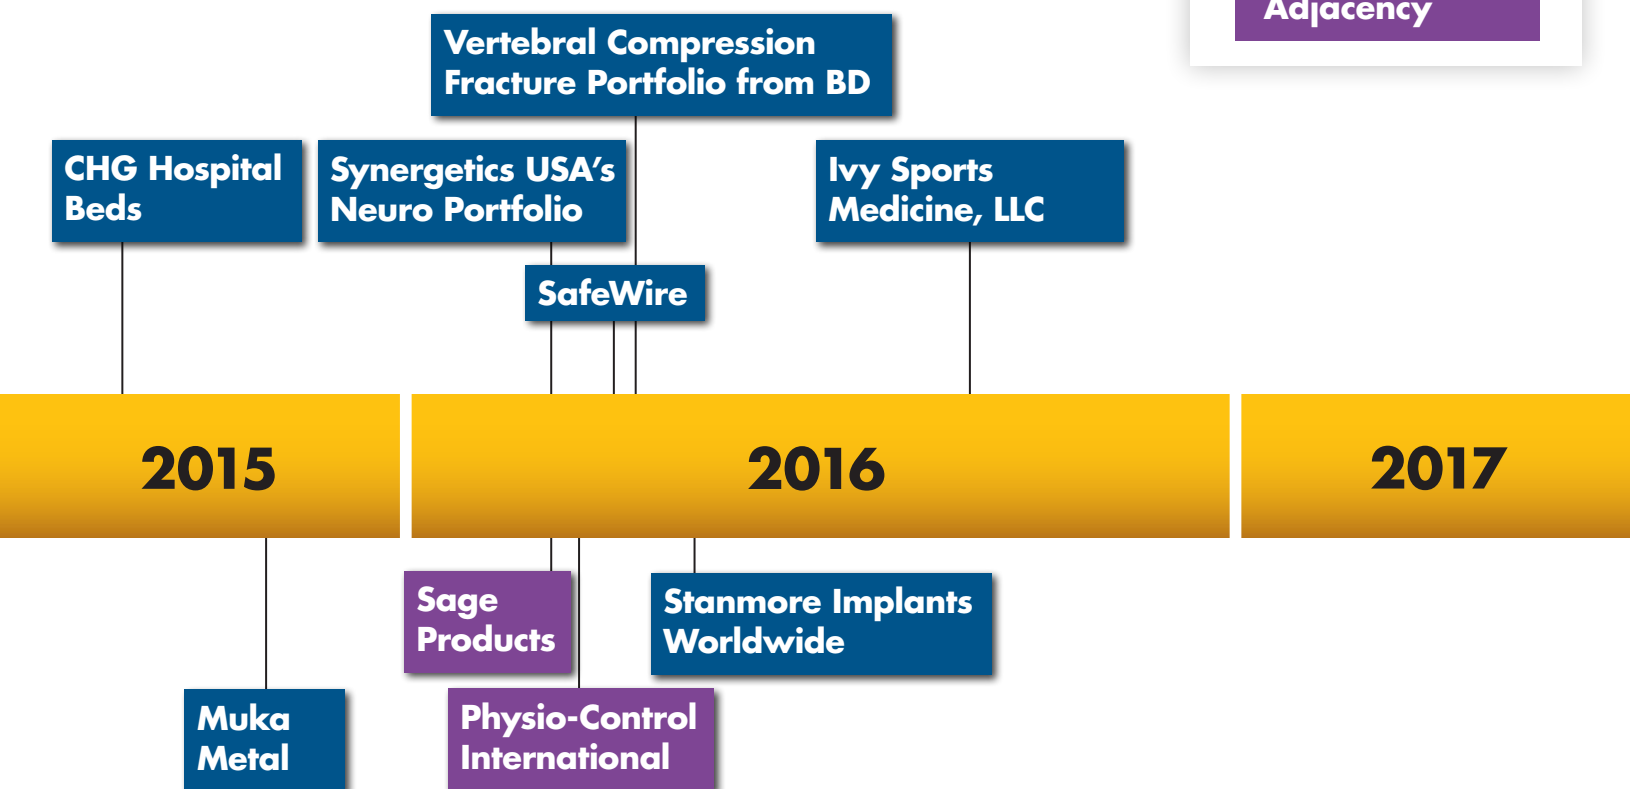 Adjacency
Vertebral Compression
Fracture Portfolio from BD
CHG Hospital
Beds
Synergetics USA’s
Neuro Portfolio
Ivy Sports
Medicine, LLC
SafeWire
2015
2016
2017
Sage
Products
Stanmore Implants
Worldwide
Muka
Metal
Physio-Control
International